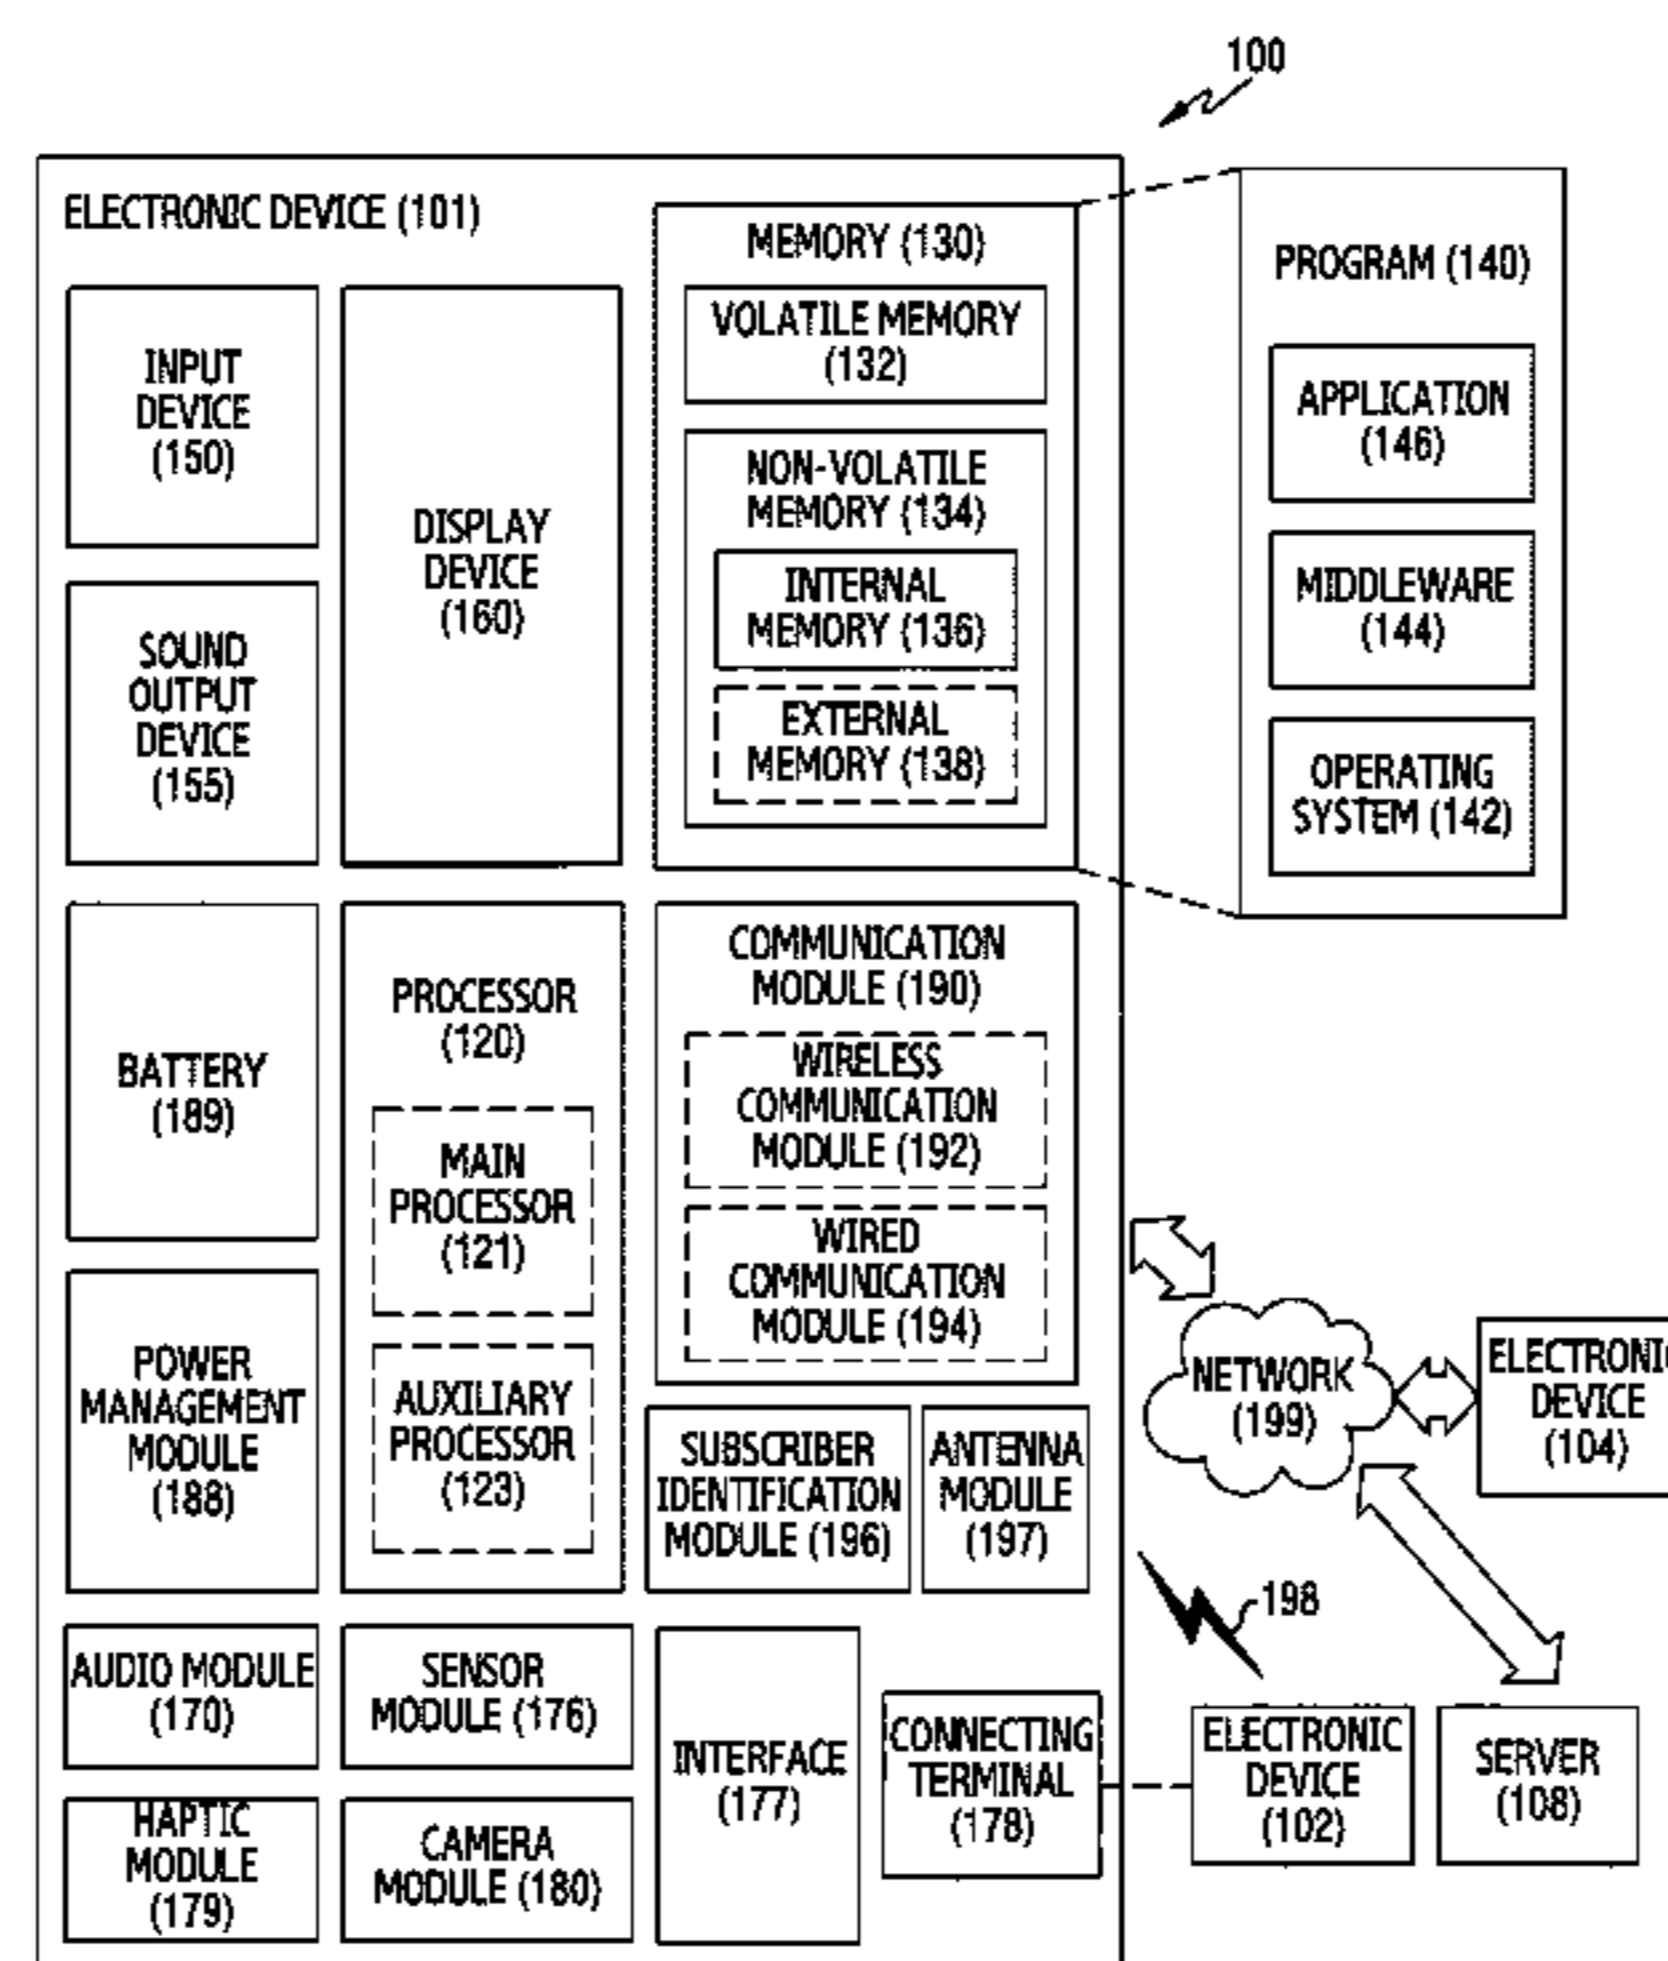 100
ELECTRONIC DEVICE (101)
INPUT
DEVICE
(150)
SOUND
OUTPUT
DEVICE
(155)
DISPLAY
DEVICE
(160)
MEMORY (130)
VOLATILE MEMORY
(132)
NON-VOLATILE
MEMORY (134)
INTERNAL
MEMORY (136)
EXTERNAL
MEMORY (138)
PROGRAM (140)
APPLICATION
(146)
MIDDLEWARE
(144)
OPERATING
SYSTEM (142)
BATTERY
(189)
POWER
MANAGEMENT
MODULE
(188)
PROCESSOR
(120)
MAIN
PROCESSOR
(121)
AUXILIARY
PROCESSOR
(123)
COMMUNICATION
MODULE (190)
WIRELESS
COMMUNICATION
MODULE (192)
WIRED
COMMUNICATION
MODULE (194)
SUBSCRIBER
IDENTIFICATION
MODULE (196)
ANTENNA
MODULE
(197)
NETWORK
(199)
ELECTRONIC
DEVICE
(104)
198
AUDIO MODULE
(170)
SENSOR
MODULE (176)
HAPTIC
MODULE
(179)
CAMERA
MODULE (180)
INTERFACE
(177)
CONNECTING
TERMINAL
(178)
ELECTRONIC
DEVICE
(102)
SERVER
(108)